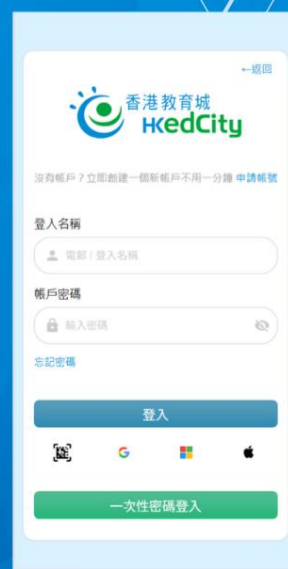 ←返回
香港教育城
HKedCity
沒有帳戶？立即創建一個新帳戶不用一分鐘 申請帳號
登入名稱
電郵 / 登入名稱
帳戶密碼
輸入密碼
忘記密碼
登入
一次性密碼登入